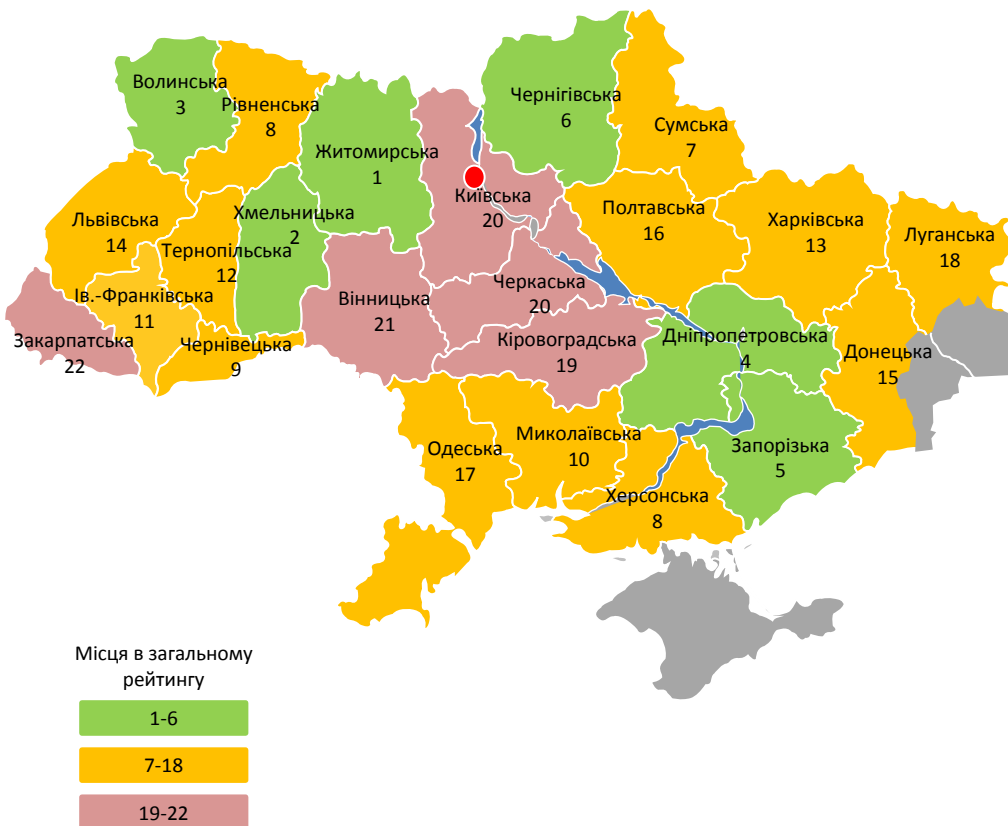 Волинська
3
Рівненська
8
Житомирська
1
Чернігівська
6
Сумська
7
Київська
20
Львівська
14
Хмельницька
2
Тернопільська
12
Полтавська
16
Харківська
13
Луганська
18
Ів.-Франківська
11
Вінницька
21
Черкаська
20
Закарпатська
22
Чернівецька
9
Кіровоградська
19
Дніпропетровська
4
Донецька
15
Одеська
17
Миколаївська
10
Запорізька
5
Херсонська
8
Місця в загальному
рейтингу
1-6
7-18
19-22